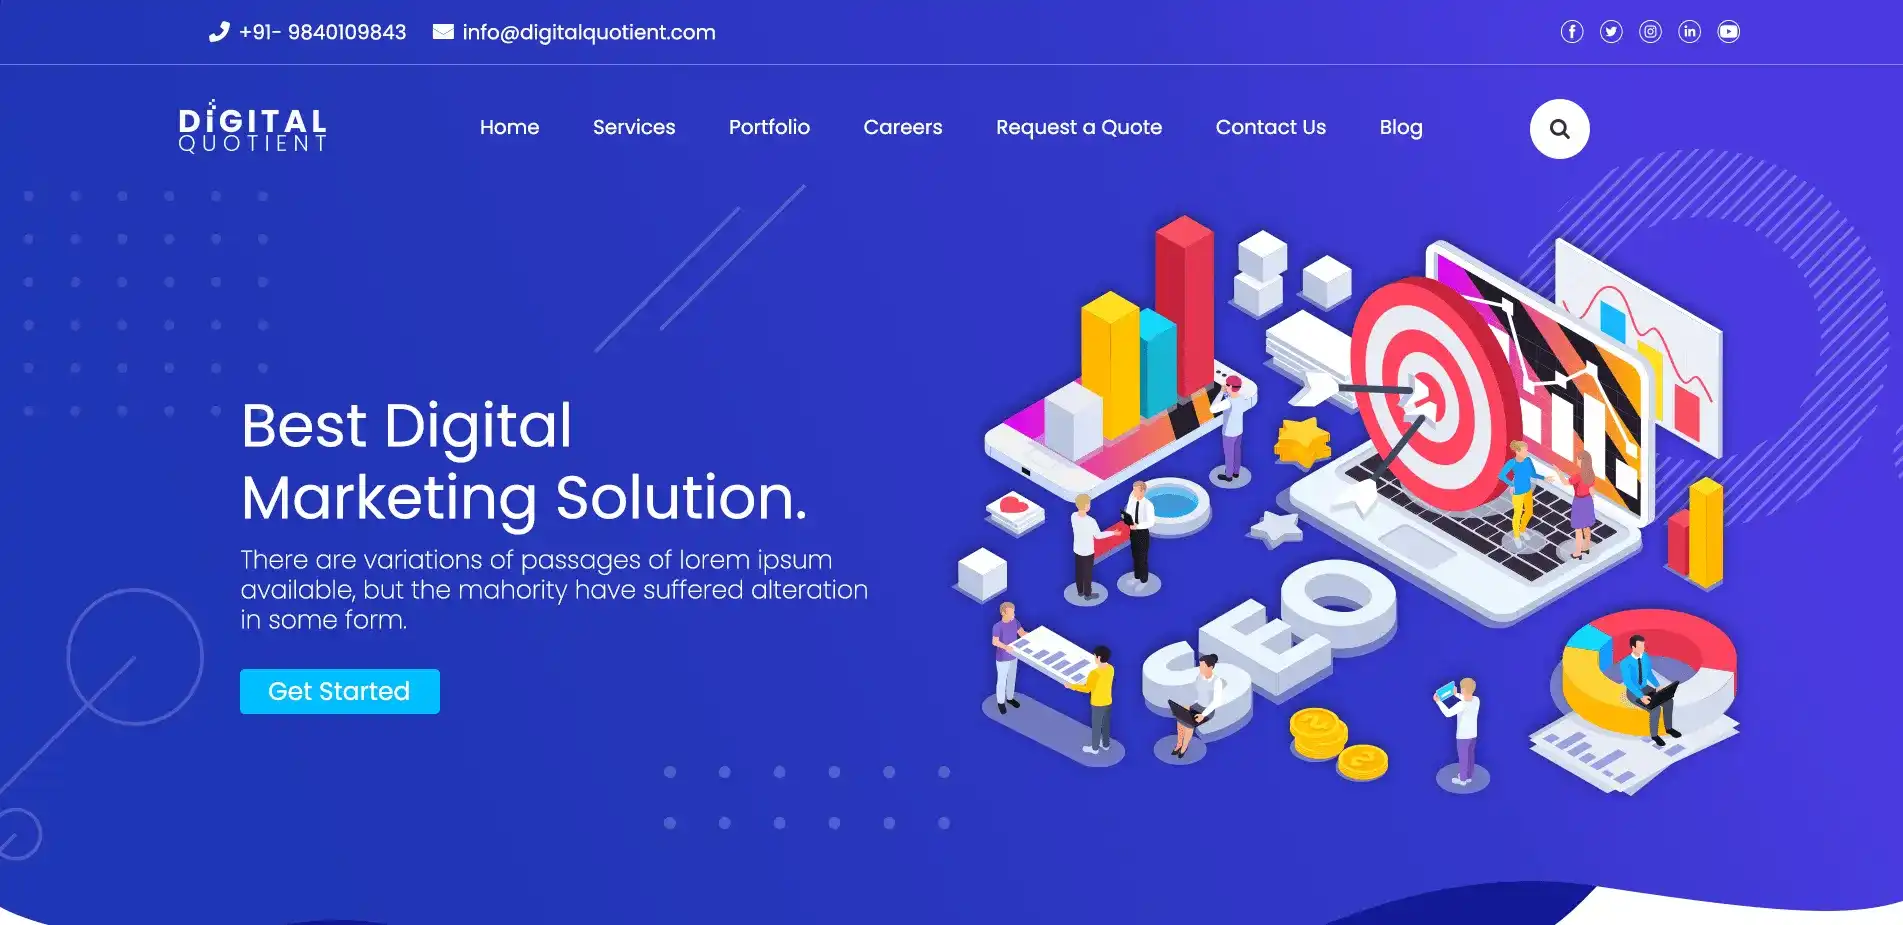 +91- 9840109843 info@digitalquotient.com
DiGITAL
QUOTIENT
Home Services Portfolio Careers Request a Quote Contact Us Blog
Best Digital
Marketing Solution.
There are variations of passages of lorem ipsum
available, but the mahority have suffered alteration
in some form.
Get Started
SEO